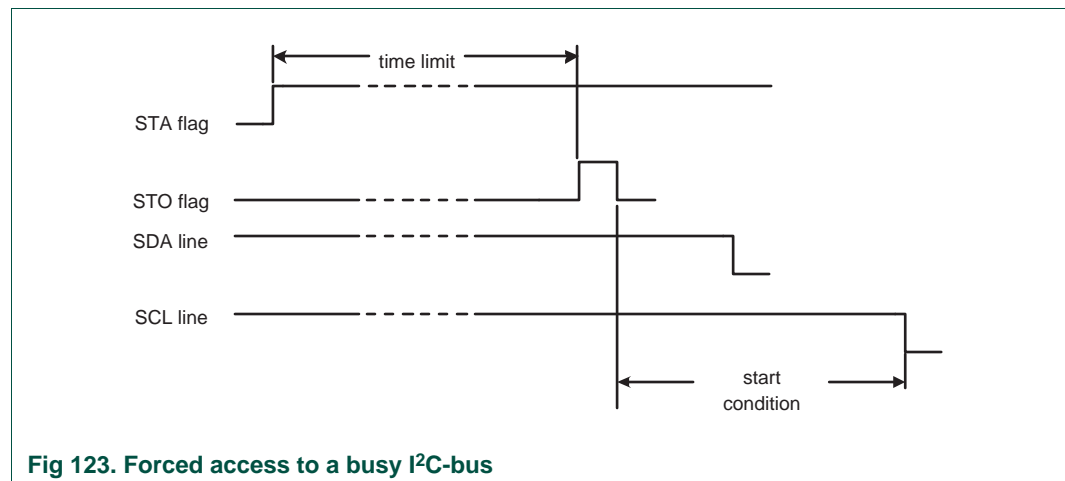 time limit
STA flag
STO flag
SDA line
SCL line
start
condition
Fig 123. Forced access to a busy I²C-bus